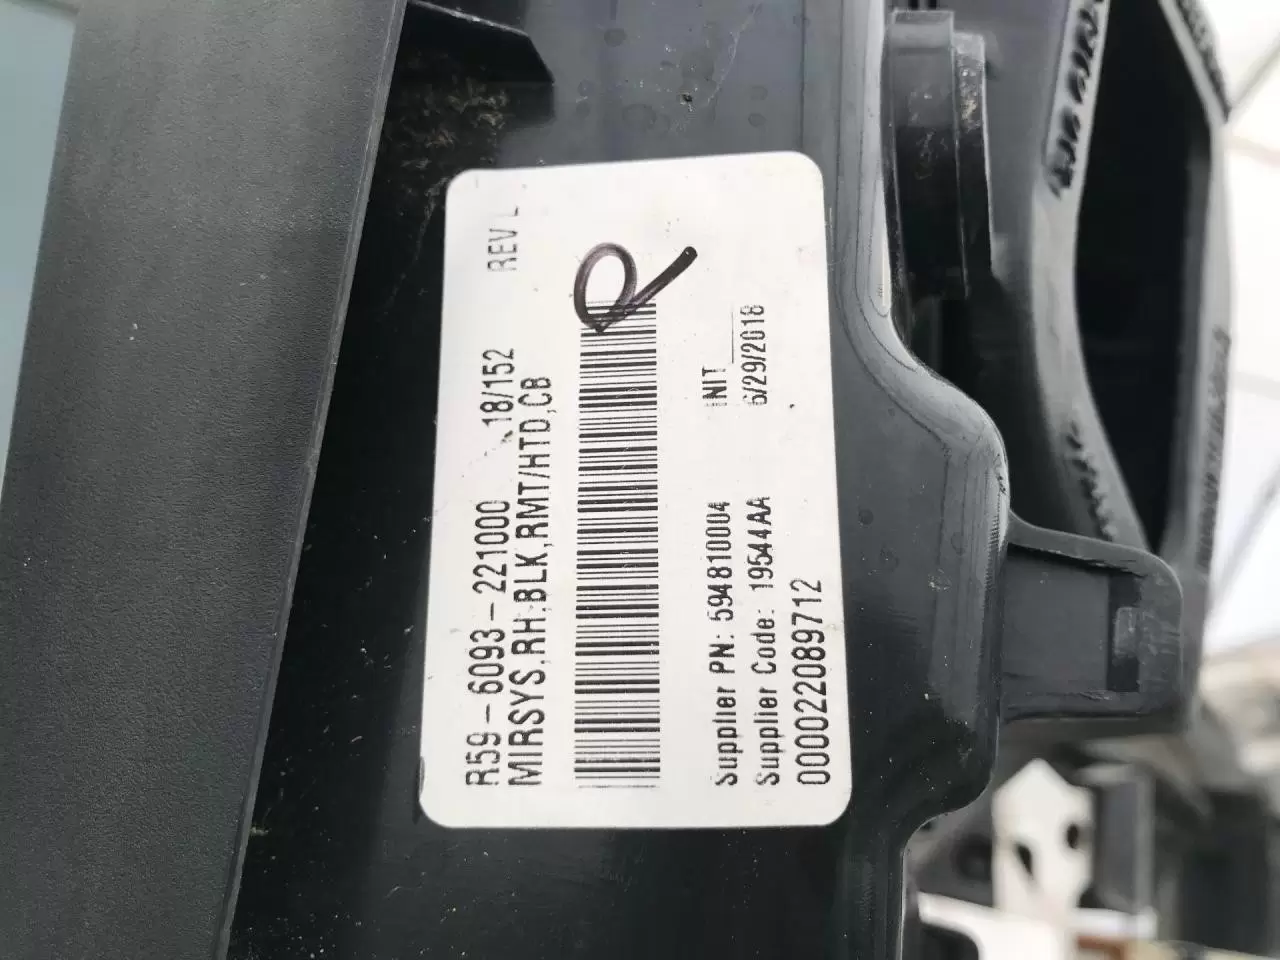 R59-6093-221000 18/152 REV L
MIRSYS,RH,BLK,RMT/HTD,CB
R
Supplier PN: 594810004 INIT
Supplier Code: 19544AA 6/29/2018
000022089712